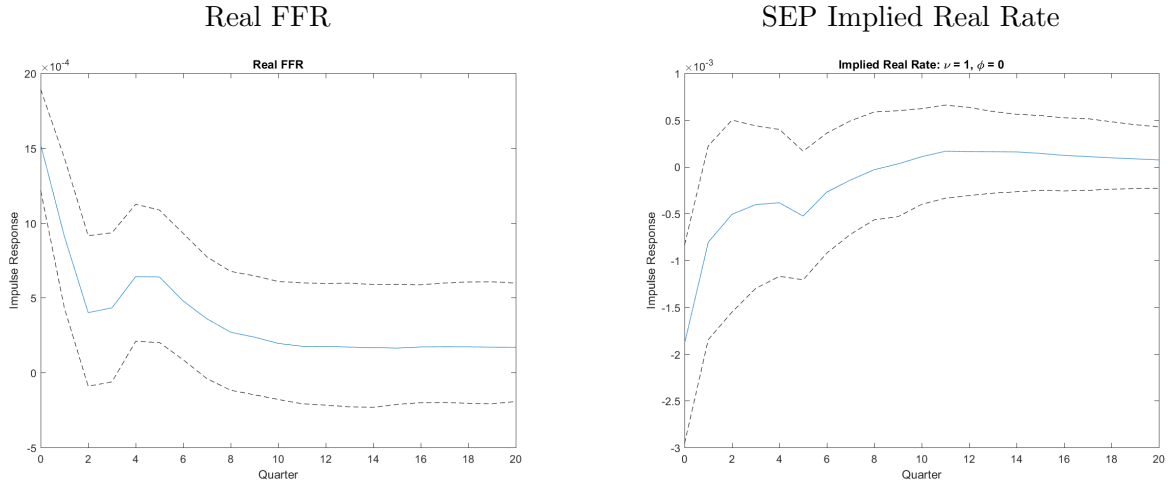 Real FFR
SEP Implied Real Rate
×10⁻⁴
Real FFR
20
15
10
5
0
-5
Impulse Response
0 2 4 6 8 10 12 14 16 18 20
Quarter
×10⁻³
Implied Real Rate: ν = 1, ϕ = 0
1
0.5
0
-0.5
-1
-1.5
-2
-2.5
-3
Impulse Response
0 2 4 6 8 10 12 14 16 18 20
Quarter